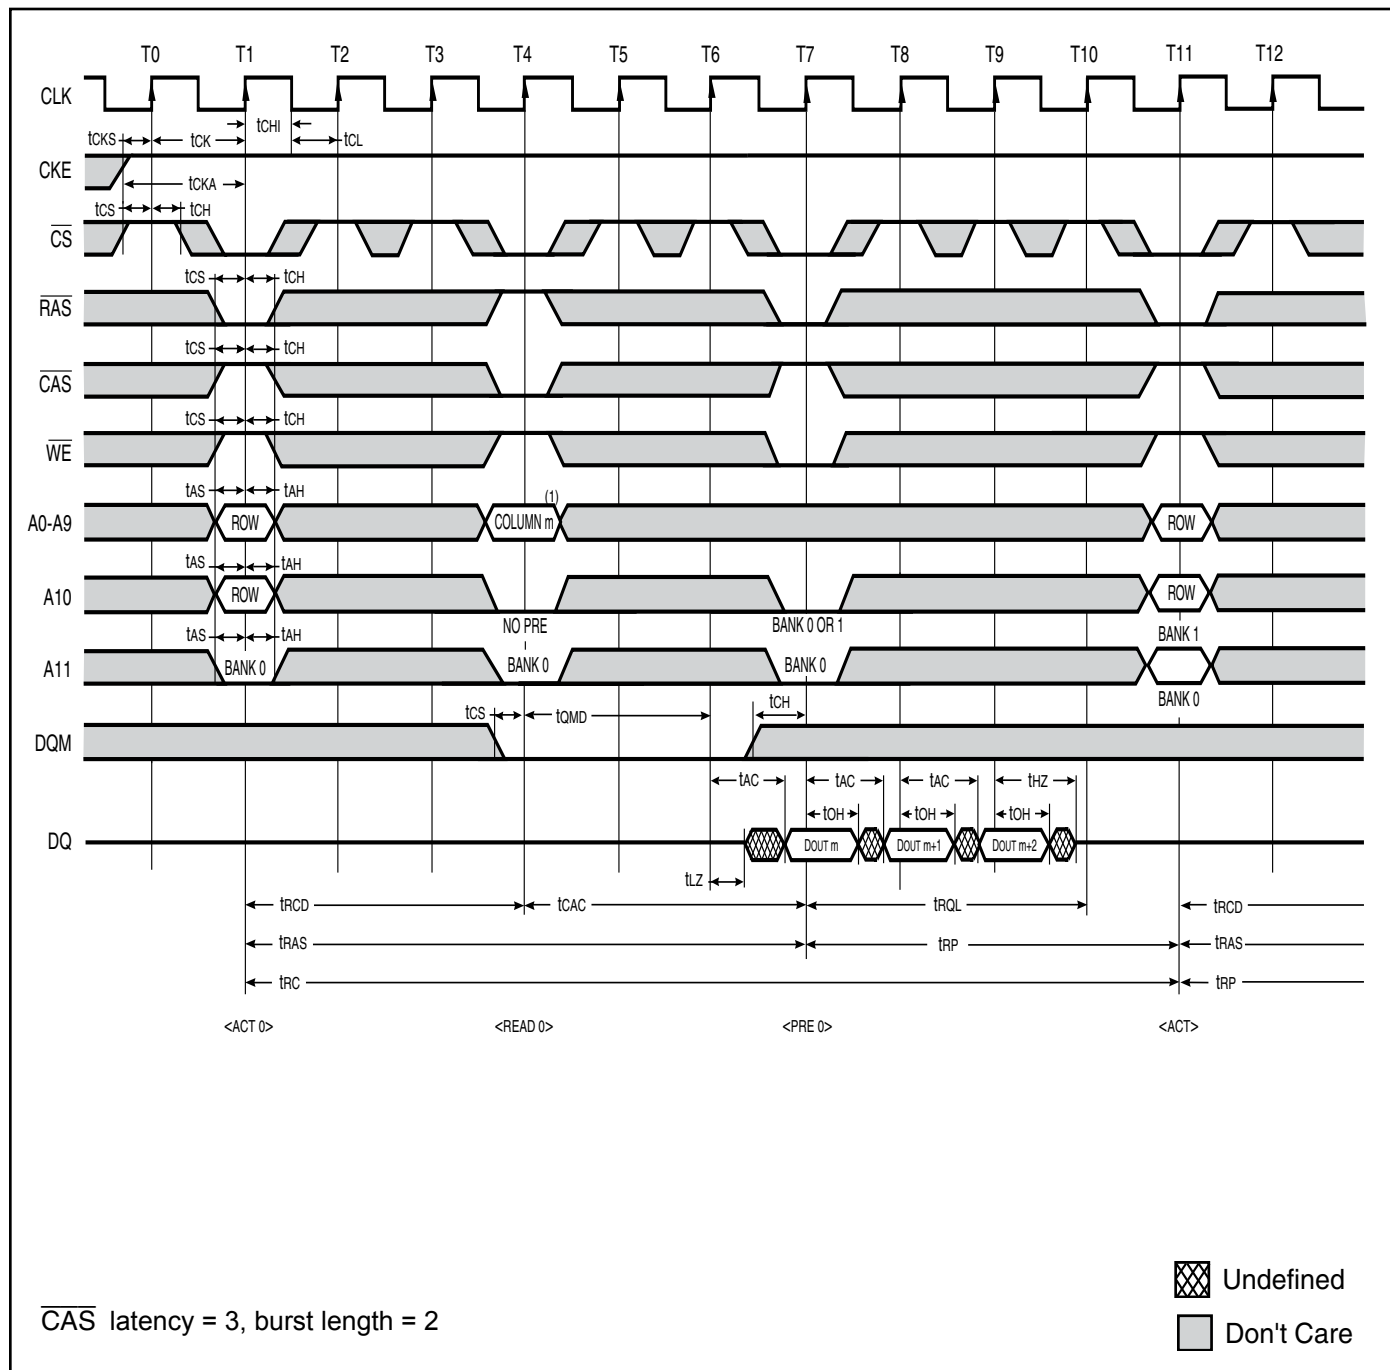 T0 T1 T2 T3 T4 T5 T6 T7 T8 T9 T10 T11 T12
CLK
tCHI
tCKS tCK tCL
CKE
tCKA
tCS tCH
CS
tCS tCH
RAS
tCS tCH
CAS
tCS tCH
WE
tAS tAH (1)
A0-A9 ROW COLUMN m ROW
tAS tAH
A10 ROW ROW
NO PRE BANK 0 OR 1 BANK 1
tAS tAH
A11 BANK 0 BANK 0 BANK 0
BANK 0
tCS tQMD tCH
DQM
tAC tAC tAC tHZ
tOH tOH tOH
DQ DOUT m DOUT m+1 DOUT m+2
tLZ
tRCD tCAC tRQL tRCD
tRAS tRP tRAS
tRC tRP
<ACT 0> <READ 0> <PRE 0> <ACT>
Undefined
CAS latency = 3, burst length = 2
Don't Care